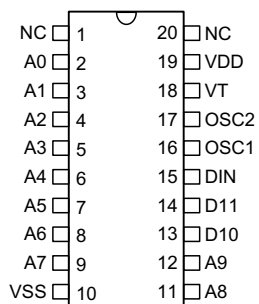 NC 1 20 NC
A0 2 19 VDD
A1 3 18 VT
A2 4 17 OSC2
A3 5 16 OSC1
A4 6 15 DIN
A5 7 14 D11
A6 8 13 D10
A7 9 12 A9
VSS 10 11 A8